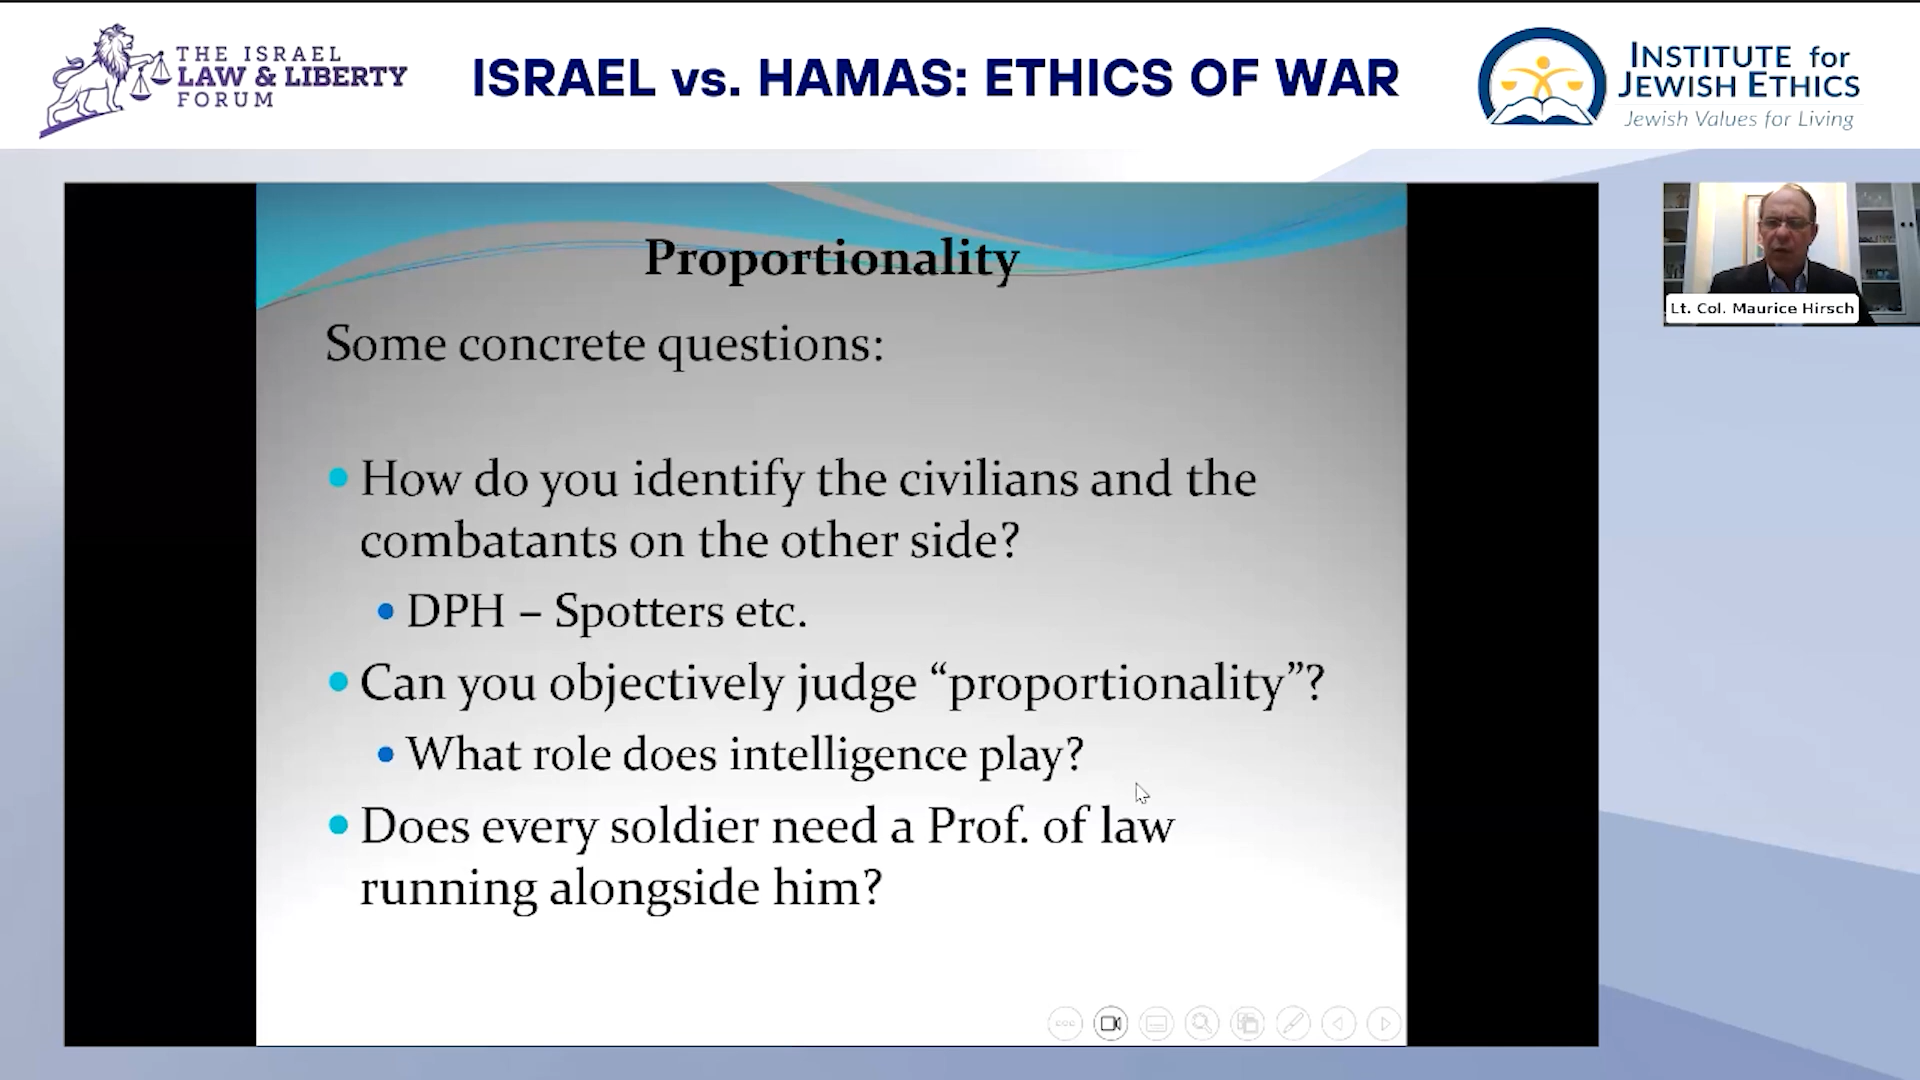 THE ISRAEL
LAW & LIBERTY
FORUM
ISRAEL vs. HAMAS: ETHICS OF WAR
INSTITUTE for
JEWISH ETHICS
Jewish Values for Living
Proportionality
Some concrete questions:
• How do you identify the civilians and the
combatants on the other side?
• DPH – Spotters etc.
• Can you objectively judge “proportionality”?
• What role does intelligence play?
• Does every soldier need a Prof. of law
running alongside him?
Lt. Col. Maurice Hirsch